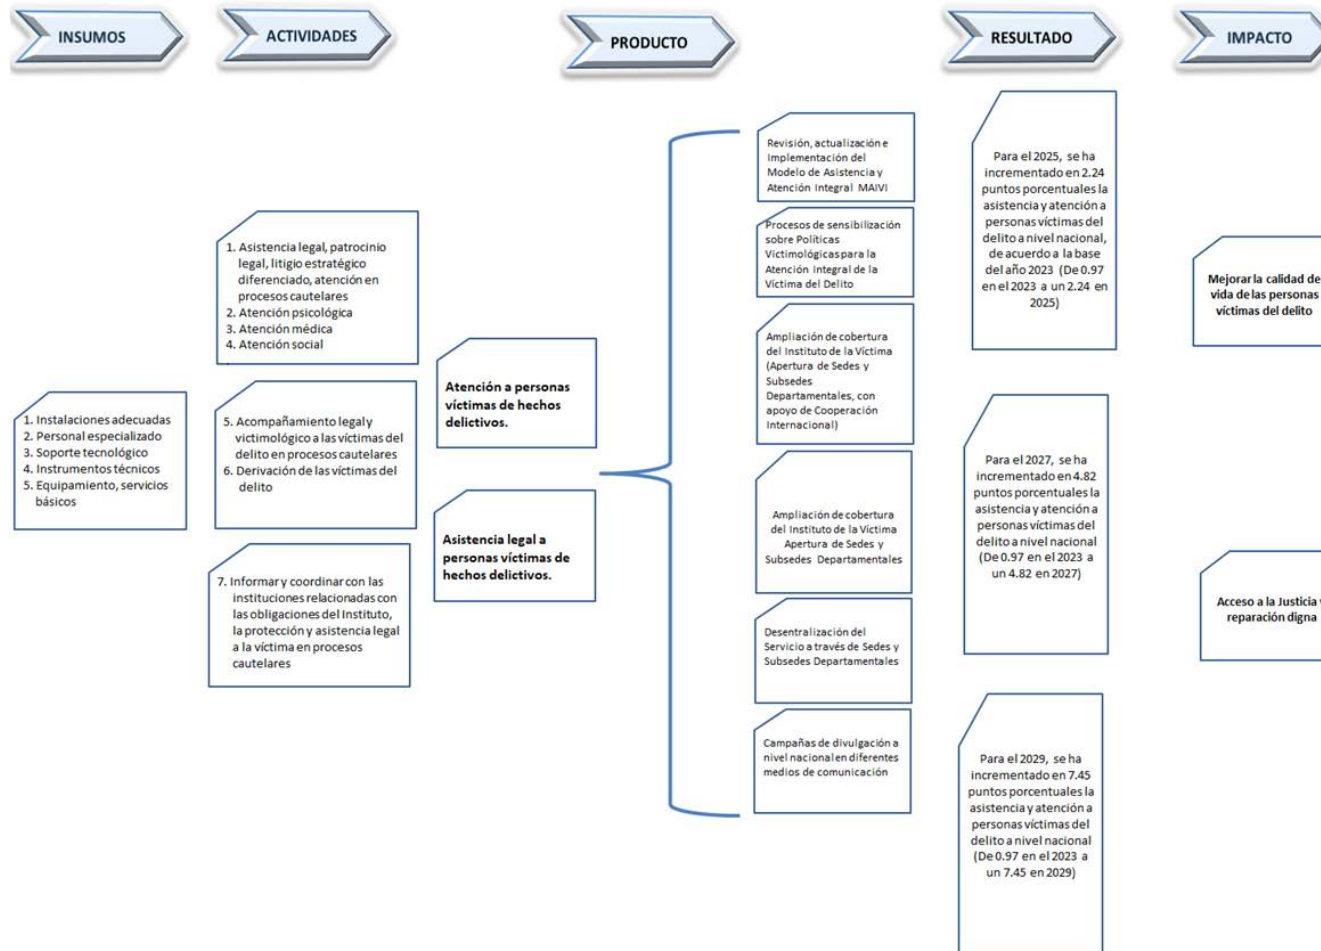 INSUMOS
ACTIVIDADES
PRODUCTO
RESULTADO
IMPACTO
1. Instalaciones adecuadas
2. Personal especializado
3. Soporte tecnológico
4. Instrumentos técnicos
5. Equipamiento, servicios
básicos
1. Asistencia legal, patrocinio
legal, litigio estratégico
diferenciado, atención en
procesos cautelares
2. Atención psicológica
3. Atención médica
4. Atención social
5. Acompañamiento legal y
victimológico a las víctimas del
delito en procesos cautelares
6. Derivación de las víctimas del
delito
7. Informar y coordinar con las
instituciones relacionadas con
las obligaciones del Instituto,
la protección y asistencia legal
a la víctima en procesos
cautelares
Atención a personas
víctimas de hechos
delictivos.
Asistencia legal a
personas víctimas de
hechos delictivos.
Revisión, actualización e
Implementación del
Modelo de Asistencia y
Atención Integral MAIVI
Procesos de sensibilización
sobre Políticas
Victimológicas para la
Atención Integral de la
Víctima del Delito
Ampliación de cobertura
del Instituto de la Víctima
(Apertura de Sedes y
Subsedes
Departamentales, con
apoyo de Cooperación
Internacional)
Ampliación de cobertura
del Instituto de la Víctima
Apertura de Sedes y
Subsedes Departamentales
Desentralización del
Servicio a través de Sedes y
Subsedes Departamentales
Campañas de divulgación a
nivel nacional en diferentes
medios de comunicación
Para el 2025, se ha
incrementado en 2.24
puntos porcentuales la
asistencia y atención a
personas víctimas del
delito a nivel nacional,
de acuerdo a la base
del año 2023 (De 0.97
en el 2023 a un 2.24 en
2025)
Para el 2027, se ha
incrementado en 4.82
puntos porcentuales la
asistencia y atención a
personas víctimas del
delito a nivel nacional
(De 0.97 en el 2023 a
un 4.82 en 2027)
Para el 2029, se ha
incrementado en 7.45
puntos porcentuales la
asistencia y atención a
personas víctimas del
delito a nivel nacional
(De 0.97 en el 2023 a
un 7.45 en 2029)
Mejorar la calidad de
vida de las personas
víctimas del delito
Acceso a la Justicia
reparación digna